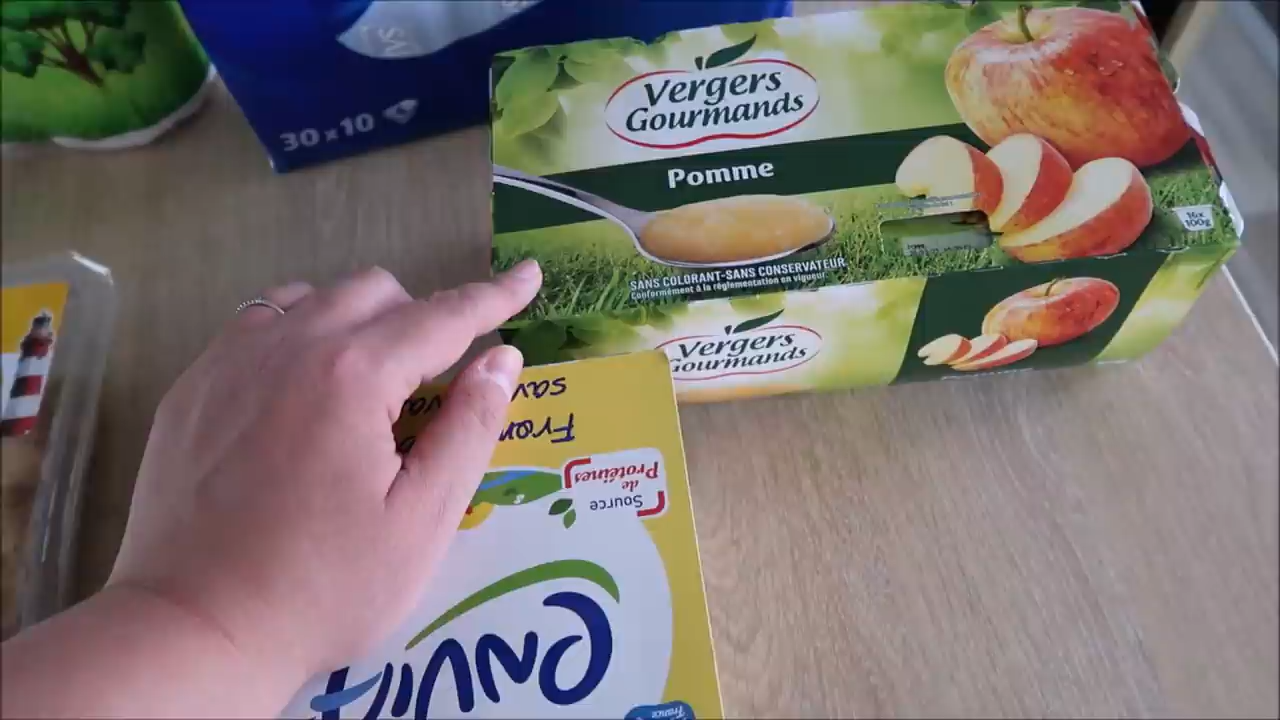 30x10
Vergers
Gourmands
Pomme
16x
100g
SANS COLORANT-SANS CONSERVATEUR
Conformément à la réglementation en vigueur
Vergers
Gourmands
Source
de
Protéines
envia
France